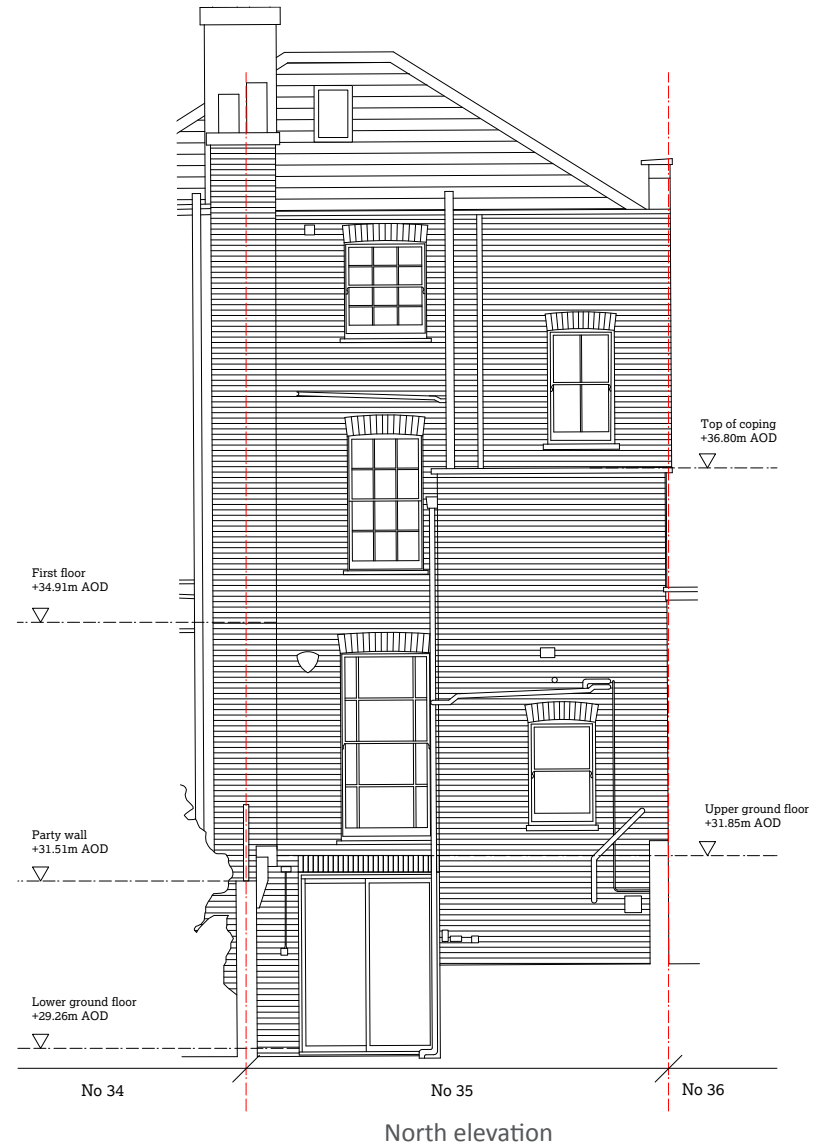 Top of coping
+36.80m AOD
First floor
+34.91m AOD
Upper ground floor
+31.85m AOD
Party wall
+31.51m AOD
Lower ground floor
+29.26m AOD
No 34
No 35
No 36
North elevation